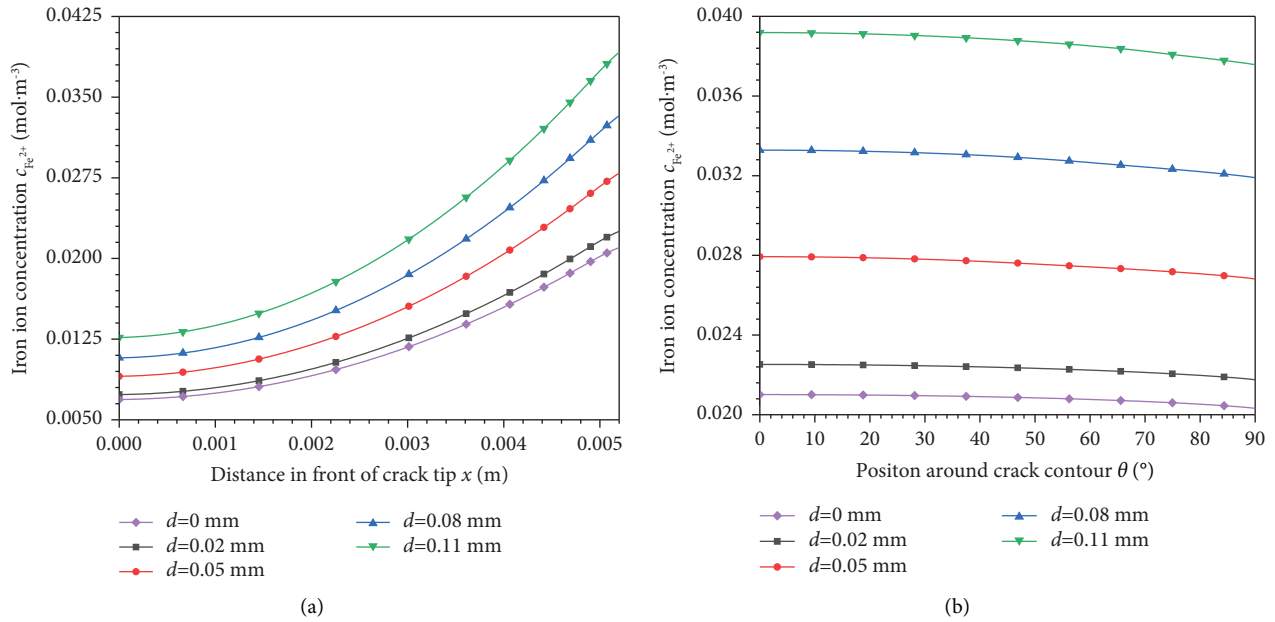 Iron ion concentration c_Fe²⁺ (mol·m⁻³)
0.0425
0.0350
0.0275
0.0200
0.0125
0.0050
0.000
0.001
0.002
0.003
0.004
0.005
Distance in front of crack tip x (m)
d=0 mm
d=0.02 mm
d=0.05 mm
d=0.08 mm
d=0.11 mm
(a)
Iron ion concentration c_Fe²⁺ (mol·m⁻³)
0.040
0.036
0.032
0.028
0.024
0.020
0
10
20
30
40
50
60
70
80
90
Positon around crack contour θ (°)
d=0 mm
d=0.02 mm
d=0.05 mm
d=0.08 mm
d=0.11 mm
(b)